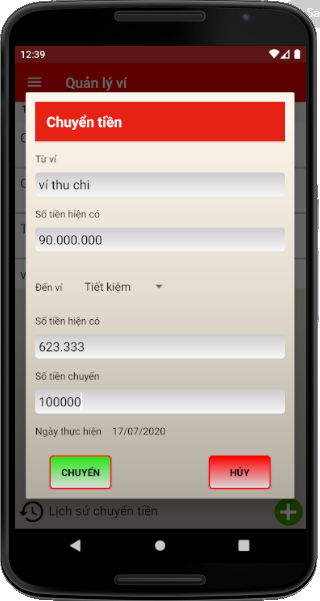 Sa
12:39
Quản lý ví
Chuyển tiền
Từ ví
ví thu chi
Số tiền hiện có
90.000.000
Đến ví Tiết kiệm
Số tiền hiện có
623.333
Số tiền chuyển
100000
Ngày thực hiện 17/07/2020
CHUYỂN HỦY
Lịch sử chuyển tiền